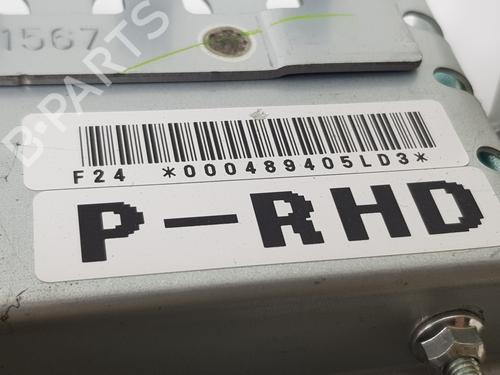 1567
B-PARTS
F24 *000489405LD3*
P-RHD